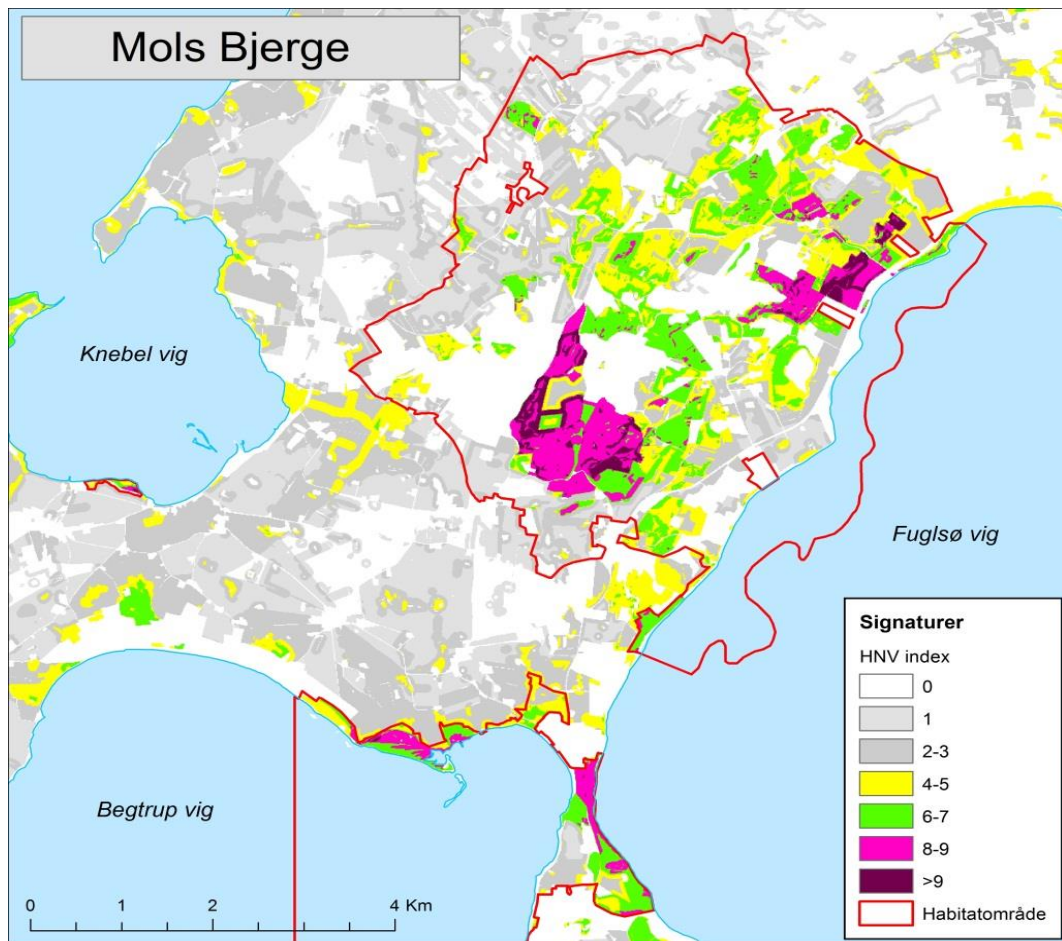 Mols Bjerge
Knebel vig
Fuglsø vig
Begtrup vig
0 1 2 4 Km
Signaturer
HNV index
0
1
2-3
4-5
6-7
8-9
>9
Habitatområde